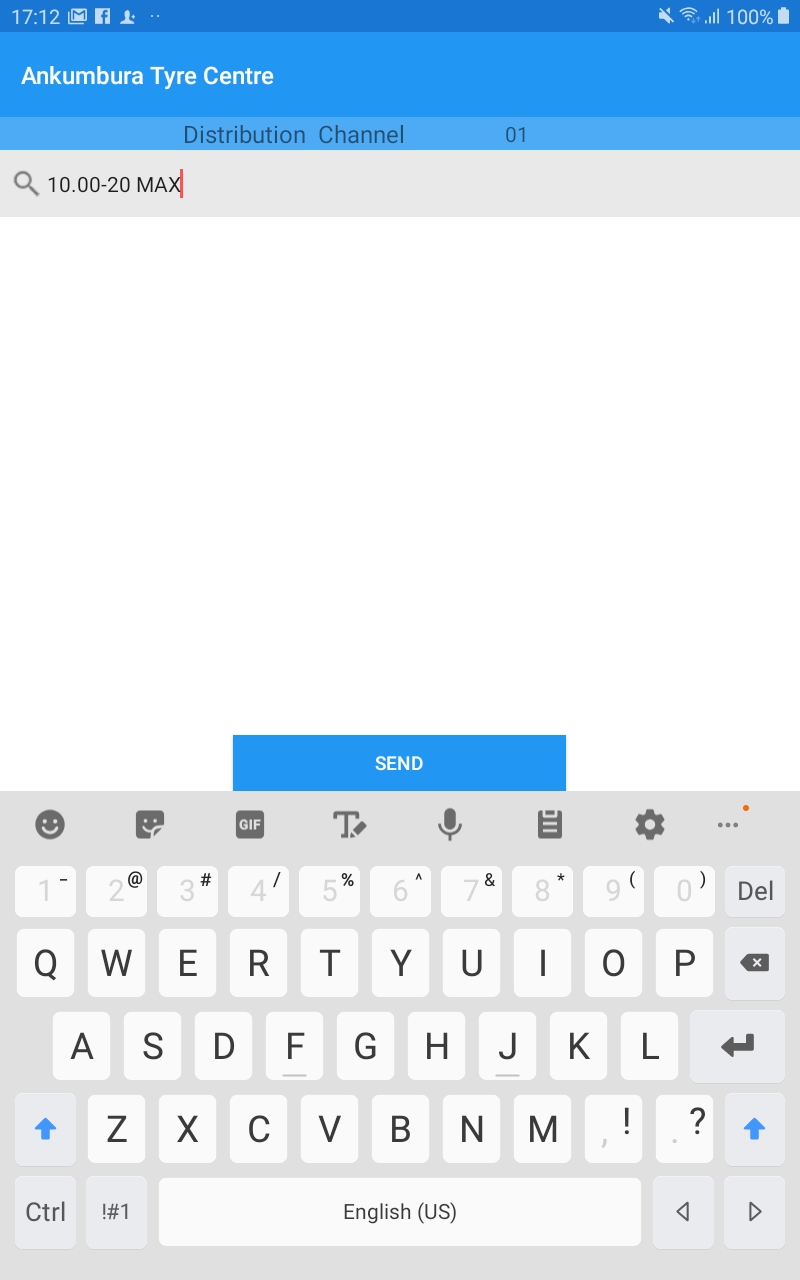 17:12 100%
Ankumbura Tyre Centre
Distribution Channel 01
10.00-20 MAX
SEND
GIF
1 - 2 @ 3 # 4 / 5 % 6 ^ 7 & 8 * 9 ( 0 ) Del
Q W E R T Y U I O P
A S D F G H J K L
Z X C V B N M , ! . ?
Ctrl !#1 English (US)